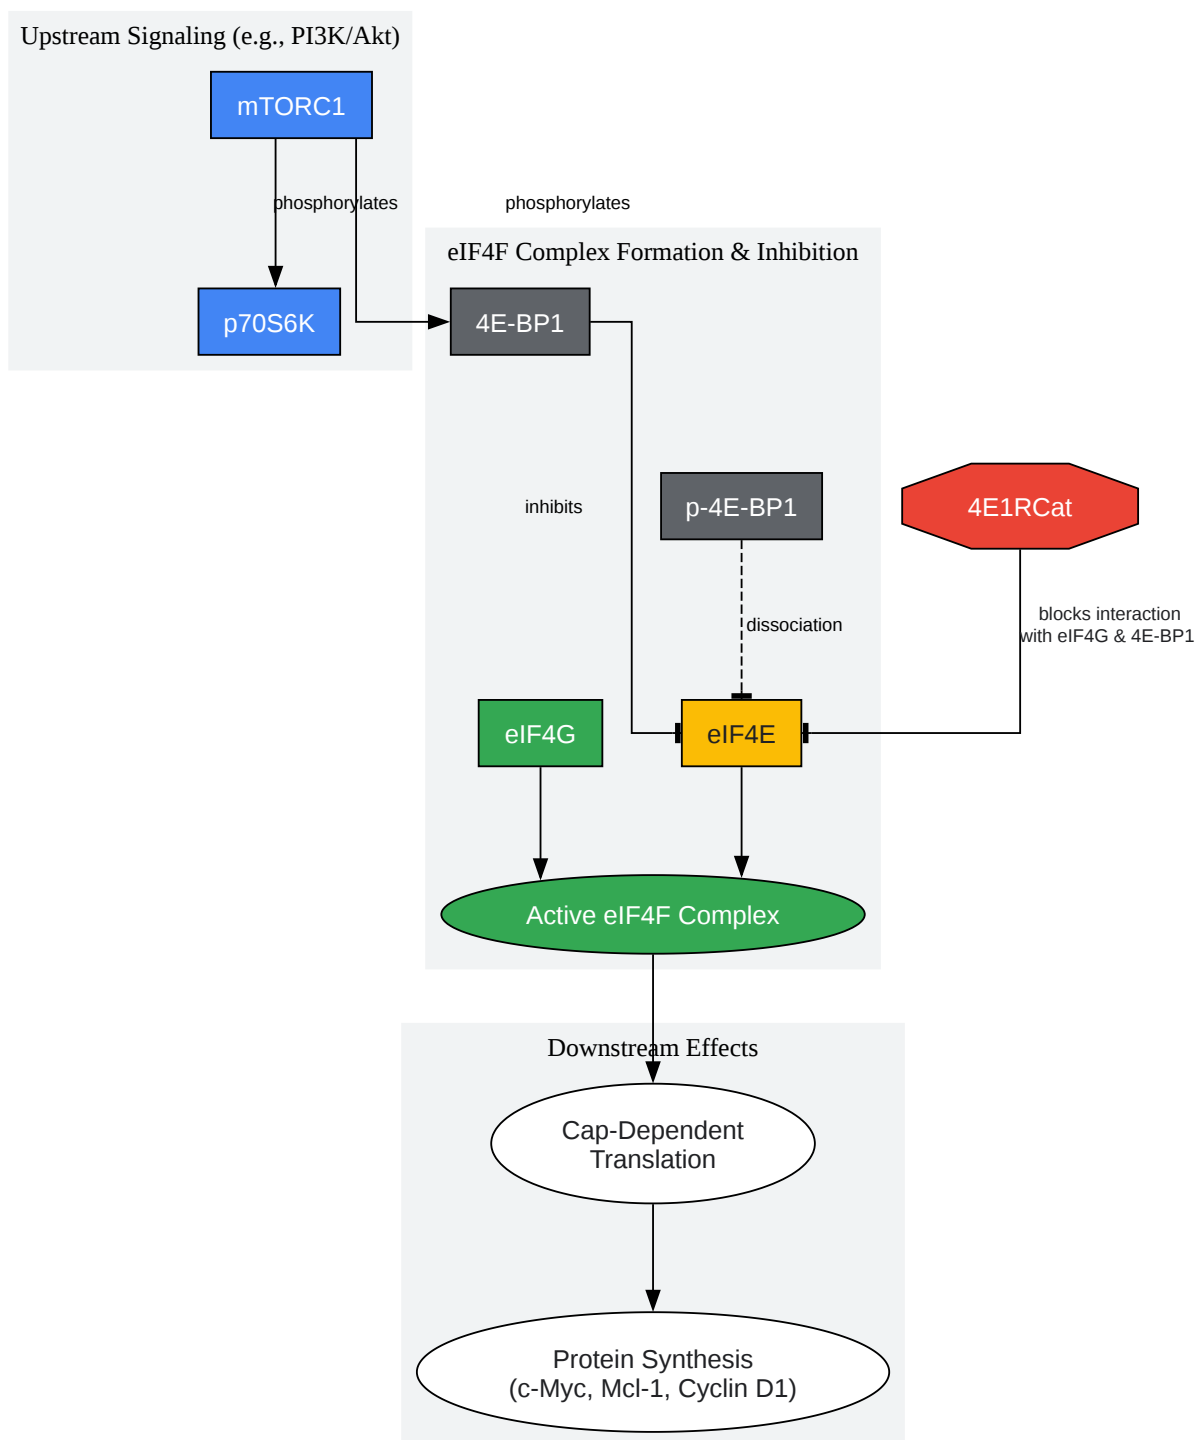 Upstream Signaling (e.g., PI3K/Akt)
mTORC1
phosphorylates
phosphorylates
eIF4F Complex Formation & Inhibition
p70S6K
4E-BP1
inhibits
p-4E-BP1
4E1RCat
dissociation
blocks interaction
with eIF4G & 4E-BP1
eIF4G
eIF4E
Active eIF4F Complex
Downstream Effects
Cap-Dependent
Translation
Protein Synthesis
(c-Myc, Mcl-1, Cyclin D1)